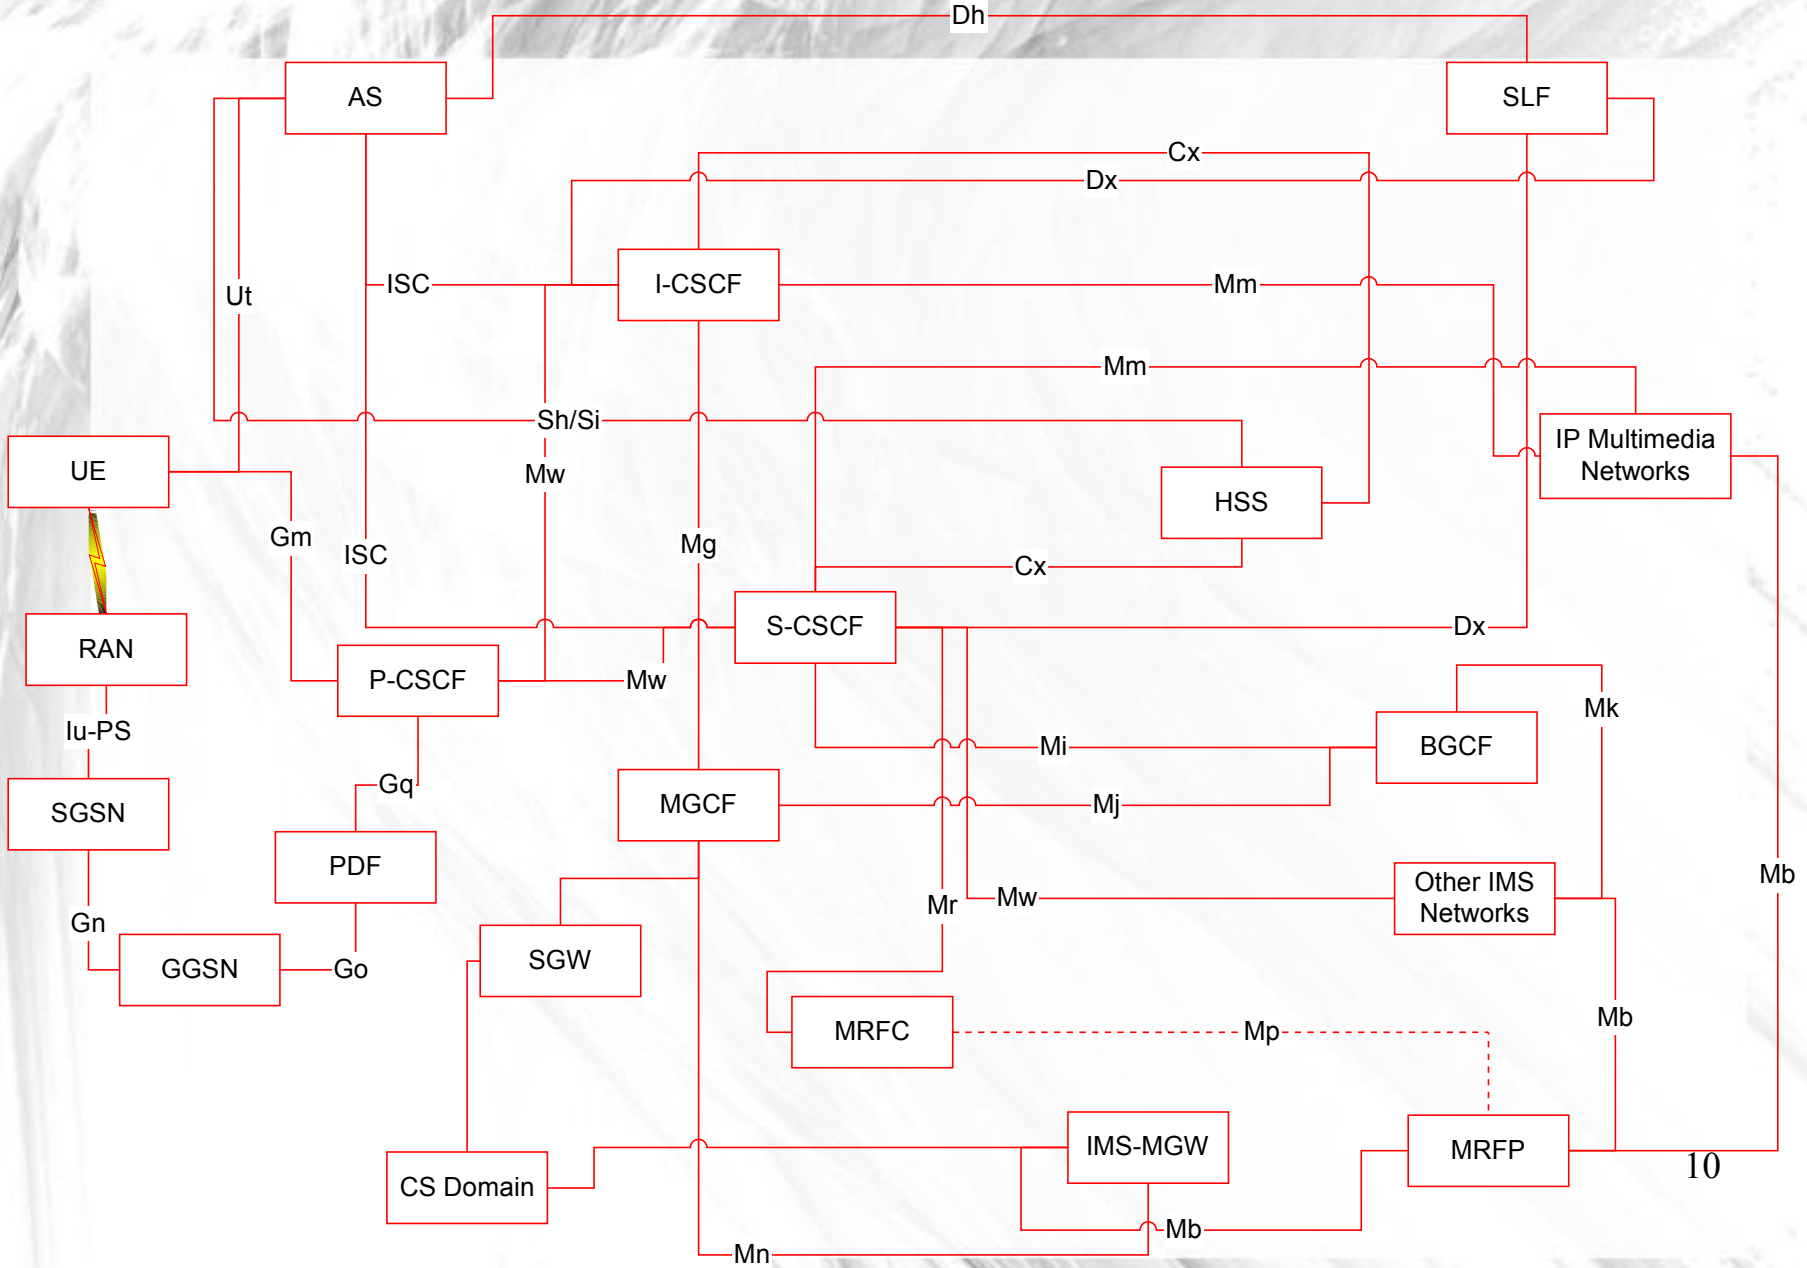 Dh
AS
SLF
Cx
Dx
Ut
ISC
I-CSCF
Mm
Mm
Sh/Si
IP Multimedia
Networks
UE
Mw
HSS
Gm
ISC
Mg
Cx
S-CSCF
Dx
RAN
P-CSCF
Mw
Iu-PS
Mk
Mi
BGCF
Gq
SGSN
MGCF
Mj
PDF
Other IMS
Networks
Mb
Mr
Mw
Gn
GGSN
Go
SGW
Mb
MRFC
Mp
IMS-MGW
MRFP
10
CS Domain
Mb
Mn